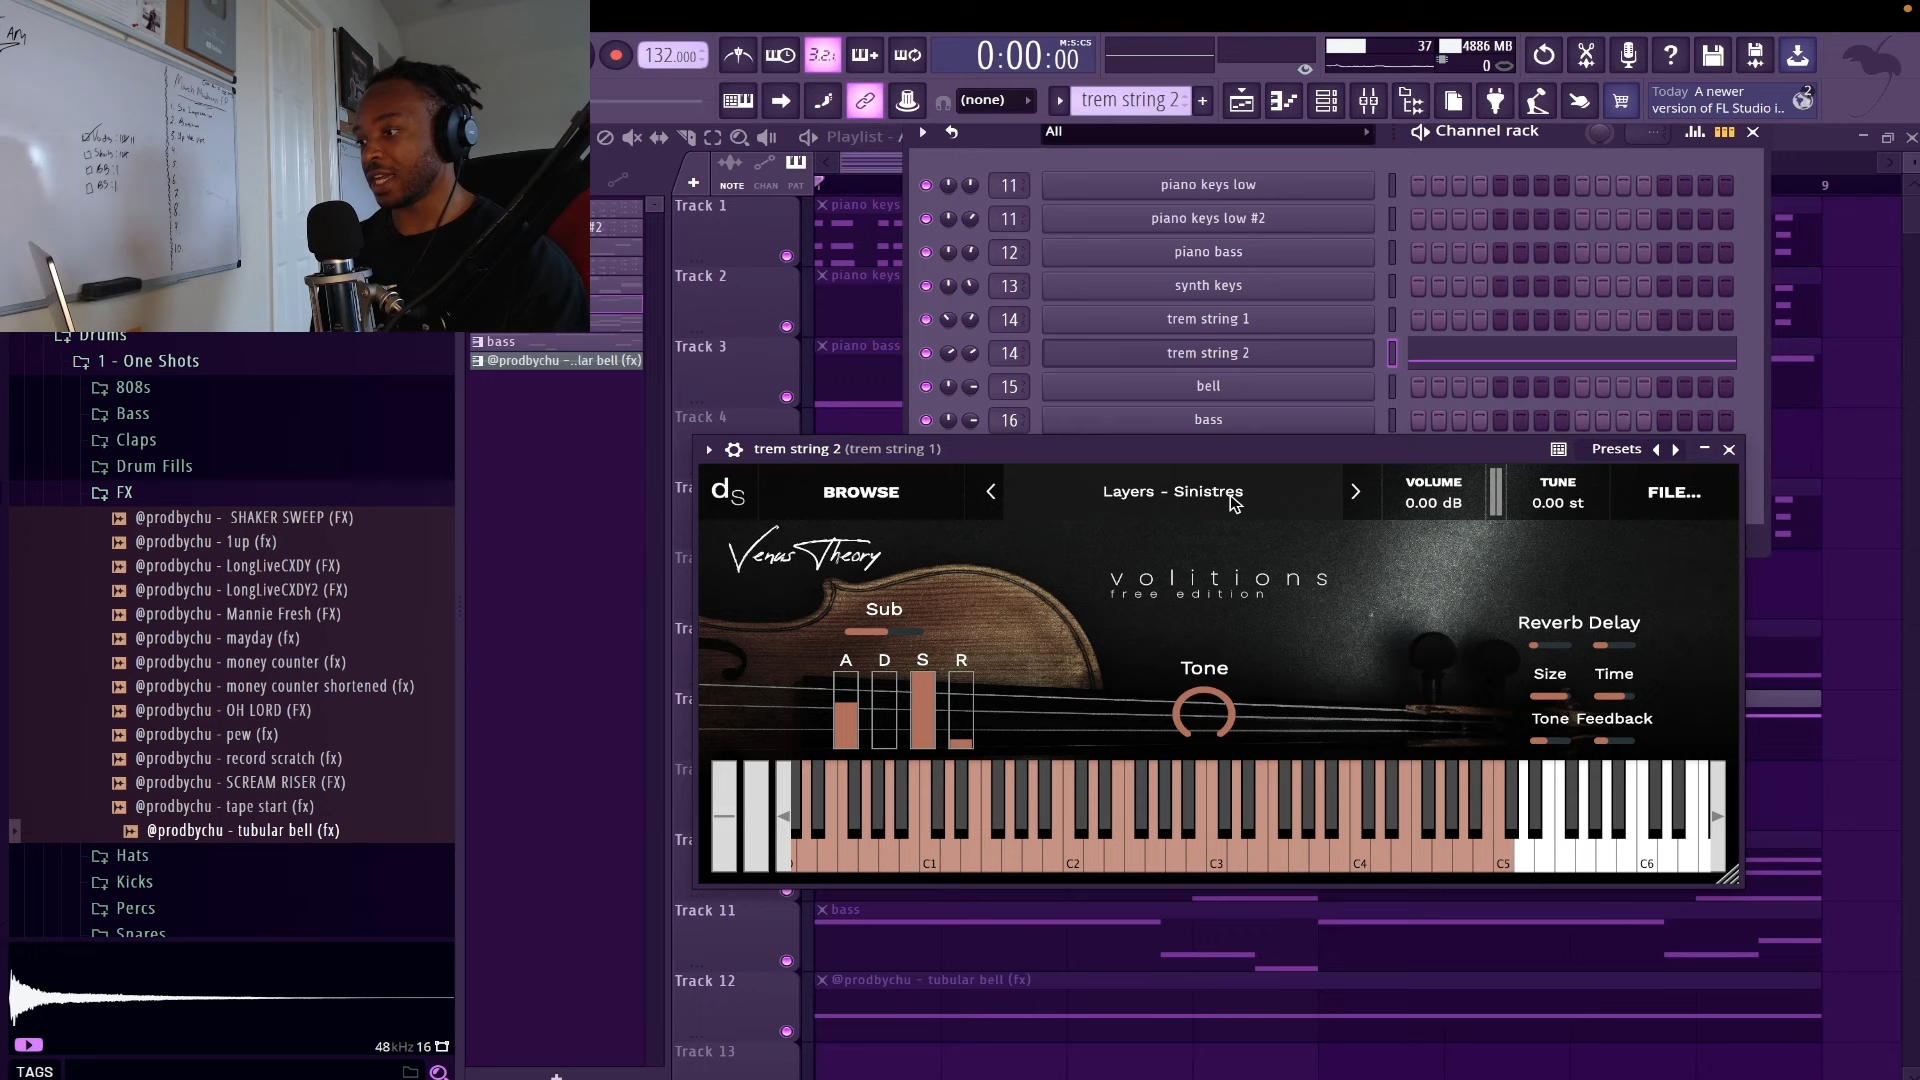 132.000
3.2.
0:00:00
M:S:CS
37
4886 MB
0
(none)
trem string 2
Today A newer
version of FL Studio i..
2
Playlist -
All
Channel rack
NOTE CHAN PAT
9
Track 1
piano keys
Track 2
piano keys
Track 3
piano bass
Track 4
11 piano keys low
11 piano keys low #2
12 piano bass
13 synth keys
14 trem string 1
14 trem string 2
15 bell
16 bass
#2
bass
@prodbychu -..lar bell (fx)
Drums
1 - One Shots
808s
Bass
Claps
Drum Fills
FX
@prodbychu - SHAKER SWEEP (FX)
@prodbychu - 1up (fx)
@prodbychu - LongLiveCXDY (FX)
@prodbychu - LongLiveCXDY2 (FX)
@prodbychu - Mannie Fresh (FX)
@prodbychu - mayday (fx)
@prodbychu - money counter (fx)
@prodbychu - money counter shortened (fx)
@prodbychu - OH LORD (FX)
@prodbychu - pew (fx)
@prodbychu - record scratch (fx)
@prodbychu - SCREAM RISER (FX)
@prodbychu - tape start (fx)
@prodbychu - tubular bell (fx)
Hats
Kicks
Percs
Snares
48kHz 16
TAGS
trem string 2 (trem string 1)
Presets
ds
BROWSE
Layers - Sinistres
VOLUME
0.00 dB
TUNE
0.00 st
FILE...
Venus Theory
volitions
free edition
Sub
A D S R
Tone
Reverb Delay
Size Time
Tone Feedback
C1 C2 C3 C4 C5 C6
Track 11
bass
Track 12
@prodbychu - tubular bell (fx)
Track 13